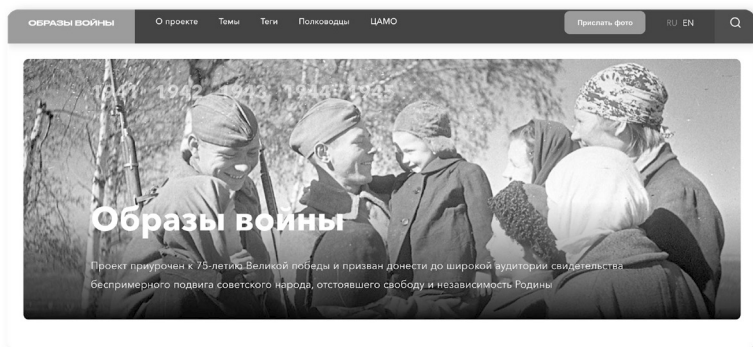 ОБРАЗЫ ВОЙНЫ
О проекте Темы Теги Полководцы ЦАМО
Прислать фото
RU EN
1941 1942 1943 1944 1945
Образы войны
Проект приурочен к 75-летию Великой победы и призван донести до широкой аудитории свидетельства
беспримерного подвига советского народа, отстоявшего свободу и независимость Родины